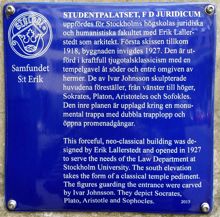 STUDENTPALATSET, F D JURIDICUM
uppfördes för Stockholms högskolas juridiska
och humanistiska fakultet med Erik Laller-
stedt som arkitekt. Första skissen tillkom
1918, byggnaden invigdes 1927. Den är ut-
förd i kraftfull tjugotalsklassicism med en
tempelgavel åt söder och entré omgiven av
hermer. De av Ivar Johnsson skulpterade
huvudena föreställer, från vänster till höger,
Sokrates, Platon, Aristoteles och Sofokles.
Den inre planen är upplagd kring en monu-
mental trappa med dubbla trapplopp och
öppna promenadgångar.
Samfundet
S:t Erik
This forceful, neo-classical building was
designed by Erik Lallerstedt and opened in 1927
to serve the needs of the Law Department at
Stockholm University. The south elevation
takes the form of a classical temple pediment.
The figures guarding the entrance were carved
by Ivar Johnsson. They depict Socrates,
Plato, Aristotle and Sophocles.
2013